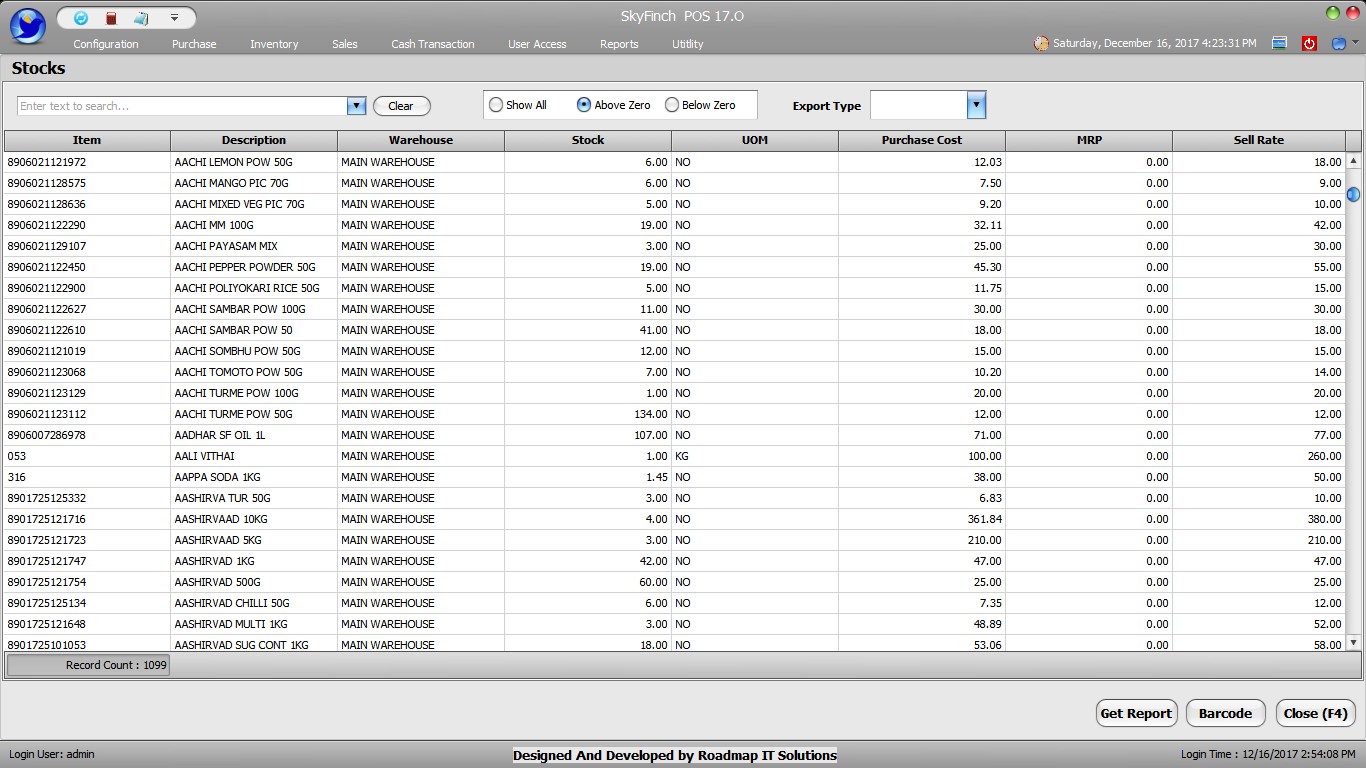 SkyFinch POS 17.O
Configuration Purchase Inventory Sales Cash Transaction User Access Reports Utitlity Saturday, December 16, 2017 4:23:31 PM
Stocks
Enter text to search... Clear Show All Above Zero Below Zero Export Type
Item Description Warehouse Stock UOM Purchase Cost MRP Sell Rate
8906021121972 AACHI LEMON POW 50G MAIN WAREHOUSE 6.00 NO 12.03 0.00 18.00
8906021128575 AACHI MANGO PIC 70G MAIN WAREHOUSE 6.00 NO 7.50 0.00 9.00
8906021128636 AACHI MIXED VEG PIC 70G MAIN WAREHOUSE 5.00 NO 9.20 0.00 10.00
8906021122290 AACHI MM 100G MAIN WAREHOUSE 19.00 NO 32.11 0.00 42.00
8906021129107 AACHI PAYASAM MIX MAIN WAREHOUSE 3.00 NO 25.00 0.00 30.00
8906021122450 AACHI PEPPER POWDER 50G MAIN WAREHOUSE 19.00 NO 45.30 0.00 55.00
8906021122900 AACHI POLIYOKARI RICE 50G MAIN WAREHOUSE 5.00 NO 11.75 0.00 15.00
8906021122627 AACHI SAMBAR POW 100G MAIN WAREHOUSE 11.00 NO 30.00 0.00 30.00
8906021122610 AACHI SAMBAR POW 50 MAIN WAREHOUSE 41.00 NO 18.00 0.00 18.00
8906021121019 AACHI SOMBHU POW 50G MAIN WAREHOUSE 12.00 NO 15.00 0.00 15.00
8906021123068 AACHI TOMOTO POW 50G MAIN WAREHOUSE 7.00 NO 10.20 0.00 14.00
8906021123129 AACHI TURME POW 100G MAIN WAREHOUSE 1.00 NO 20.00 0.00 20.00
8906021123112 AACHI TURME POW 50G MAIN WAREHOUSE 134.00 NO 12.00 0.00 12.00
8906007286978 AADHAR SF OIL 1L MAIN WAREHOUSE 107.00 NO 71.00 0.00 77.00
053 AALI VITHAI MAIN WAREHOUSE 1.00 KG 100.00 0.00 260.00
316 AAPPA SODA 1KG MAIN WAREHOUSE 1.45 NO 38.00 0.00 50.00
8901725125332 AASHIRVA TUR 50G MAIN WAREHOUSE 3.00 NO 6.83 0.00 10.00
8901725121716 AASHIRVAAD 10KG MAIN WAREHOUSE 4.00 NO 361.84 0.00 380.00
8901725121723 AASHIRVAAD 5KG MAIN WAREHOUSE 3.00 NO 210.00 0.00 210.00
8901725121747 AASHIRVAD 1KG MAIN WAREHOUSE 42.00 NO 47.00 0.00 47.00
8901725121754 AASHIRVAD 500G MAIN WAREHOUSE 60.00 NO 25.00 0.00 25.00
8901725125134 AASHIRVAD CHILLI 50G MAIN WAREHOUSE 6.00 NO 7.35 0.00 12.00
8901725121648 AASHIRVAD MULTI 1KG MAIN WAREHOUSE 3.00 NO 48.89 0.00 52.00
8901725101053 AASHIRVAD SUG CONT 1KG MAIN WAREHOUSE 18.00 NO 53.06 0.00 58.00
Record Count : 1099
Get Report Barcode Close (F4)
Login User: admin Designed And Developed by Roadmap IT Solutions Login Time : 12/16/2017 2:54:08 PM